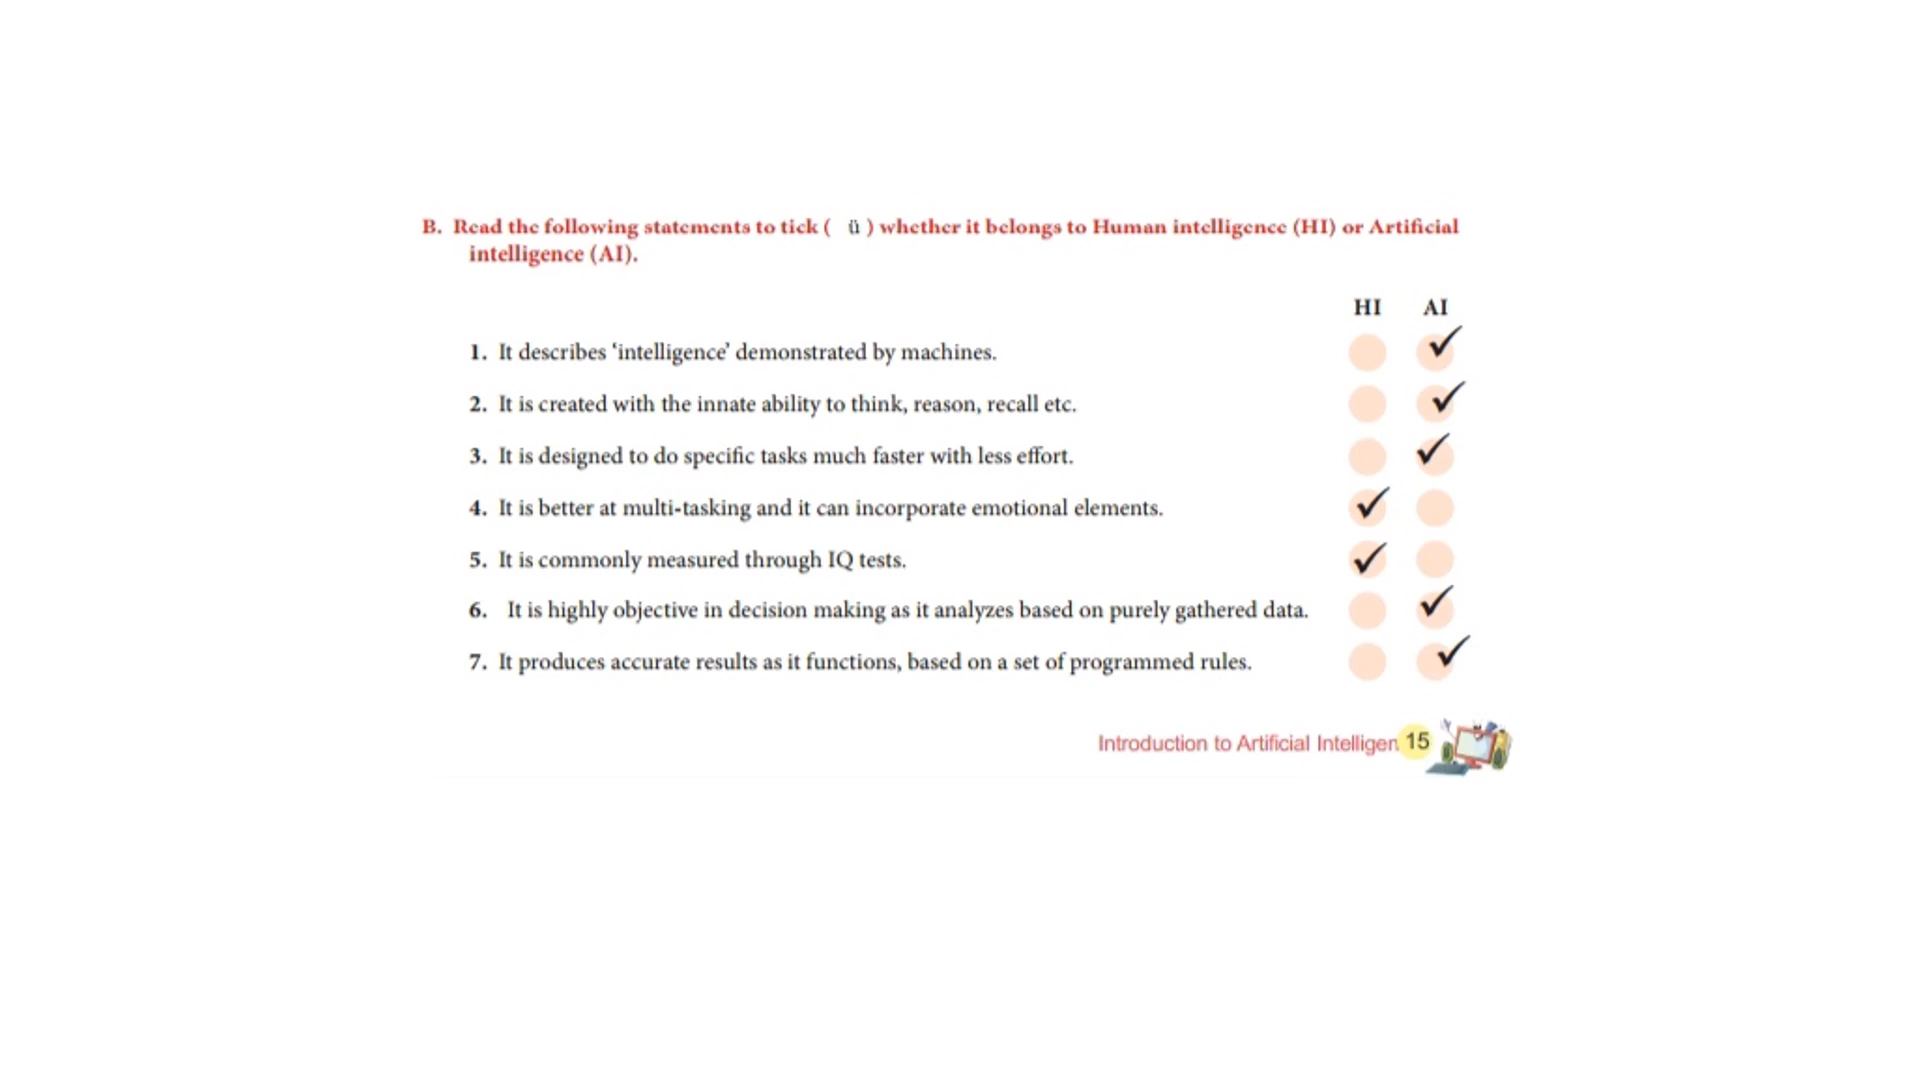 B. Read the following statements to tick ( ü ) whether it belongs to Human intelligence (HI) or Artificial
intelligence (AI).
HI AI
1. It describes ‘intelligence’ demonstrated by machines. ✓
2. It is created with the innate ability to think, reason, recall etc. ✓
3. It is designed to do specific tasks much faster with less effort. ✓
4. It is better at multi-tasking and it can incorporate emotional elements. ✓
5. It is commonly measured through IQ tests. ✓
6. It is highly objective in decision making as it analyzes based on purely gathered data. ✓
7. It produces accurate results as it functions, based on a set of programmed rules. ✓
Introduction to Artificial Intelligen 15